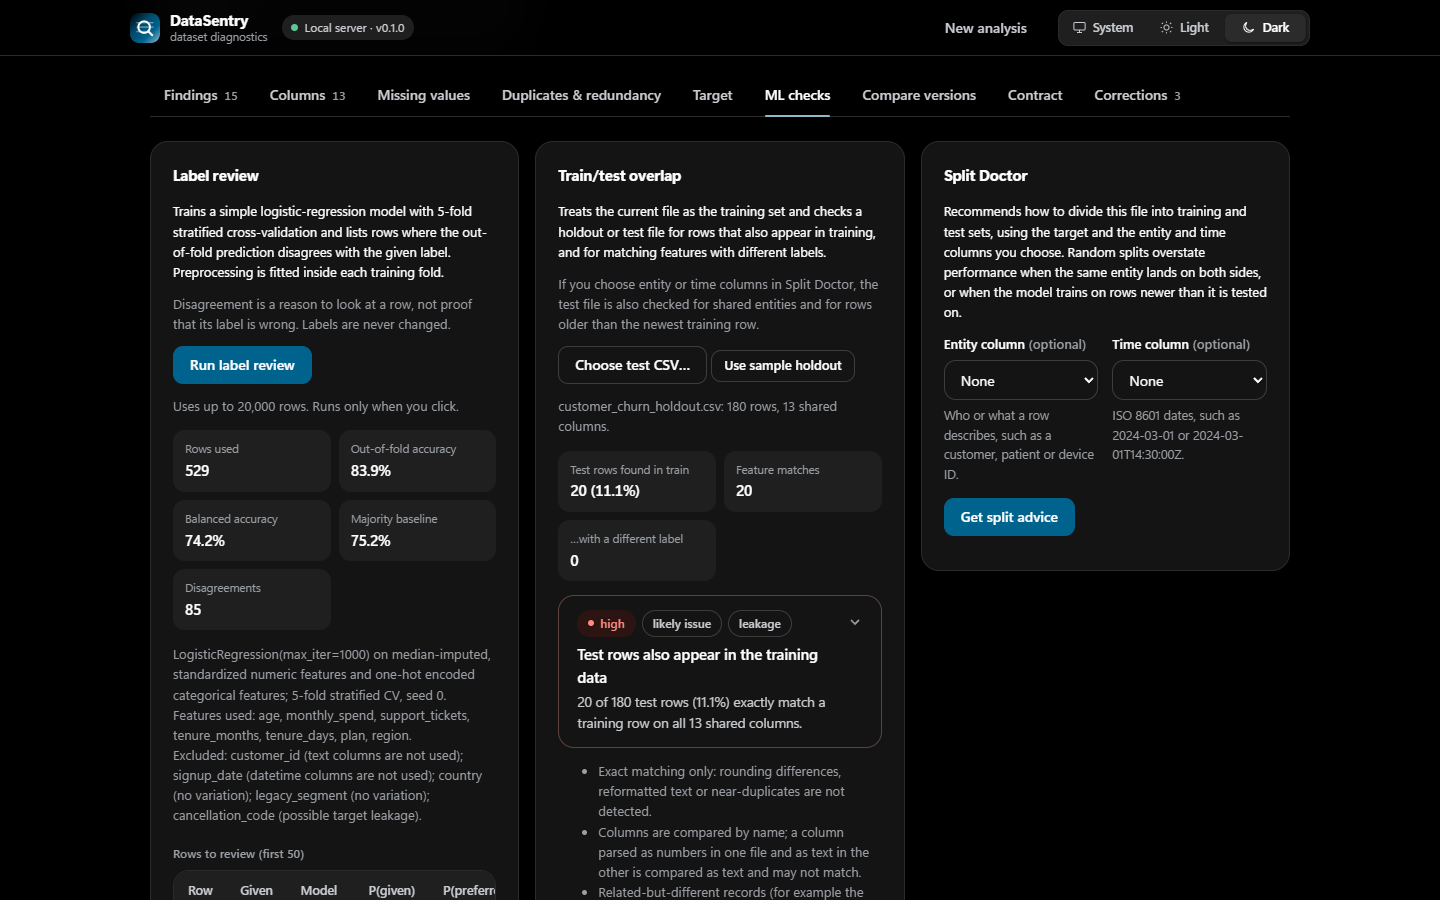 DataSentry
dataset diagnostics
Local server · v0.1.0
New analysis
System
Light
Dark
Findings 15
Columns 13
Missing values
Duplicates & redundancy
Target
ML checks
Compare versions
Contract
Corrections 3
Label review
Trains a simple logistic-regression model with 5-fold
stratified cross-validation and lists rows where the out-
of-fold prediction disagrees with the given label.
Preprocessing is fitted inside each training fold.
Disagreement is a reason to look at a row, not proof
that its label is wrong. Labels are never changed.
Run label review
Uses up to 20,000 rows. Runs only when you click.
Rows used
529
Out-of-fold accuracy
83.9%
Balanced accuracy
74.2%
Majority baseline
75.2%
Disagreements
85
LogisticRegression(max_iter=1000) on median-imputed,
standardized numeric features and one-hot encoded
categorical features; 5-fold stratified CV, seed 0.
Features used: age, monthly_spend, support_tickets,
tenure_months, tenure_days, plan, region.
Excluded: customer_id (text columns are not used);
signup_date (datetime columns are not used); country
(no variation); legacy_segment (no variation);
cancellation_code (possible target leakage).
Rows to review (first 50)
Row Given Model P(given) P(preferr
Train/test overlap
Treats the current file as the training set and checks a
holdout or test file for rows that also appear in training,
and for matching features with different labels.
If you choose entity or time columns in Split Doctor, the
test file is also checked for shared entities and for rows
older than the newest training row.
Choose test CSV...
Use sample holdout
customer_churn_holdout.csv: 180 rows, 13 shared
columns.
Test rows found in train
20 (11.1%)
Feature matches
20
...with a different label
0
high
likely issue
leakage
Test rows also appear in the training
data
20 of 180 test rows (11.1%) exactly match a
training row on all 13 shared columns.
• Exact matching only: rounding differences,
reformatted text or near-duplicates are not
detected.
• Columns are compared by name; a column
parsed as numbers in one file and as text in the
other is compared as text and may not match.
• Related-but-different records (for example the
Split Doctor
Recommends how to divide this file into training and
test sets, using the target and the entity and time
columns you choose. Random splits overstate
performance when the same entity lands on both sides,
or when the model trains on rows newer than it is tested
on.
Entity column (optional)
None
Who or what a row
describes, such as a
customer, patient or device
ID.
Time column (optional)
None
ISO 8601 dates, such as
2024-03-01 or 2024-03-
01T14:30:00Z.
Get split advice